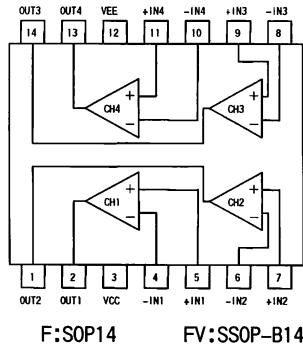 OUT3 OUT4 VEE +IN4 -IN4 +IN3 -IN3
14 13 12 11 10 9 8
+ - CH4
+ - CH3
+ - CH1
+ - CH2
1 2 3 4 5 6 7
OUT2 OUT1 VCC -IN1 +IN1 -IN2 +IN2
F:SOP14 FV:SSOP-B14